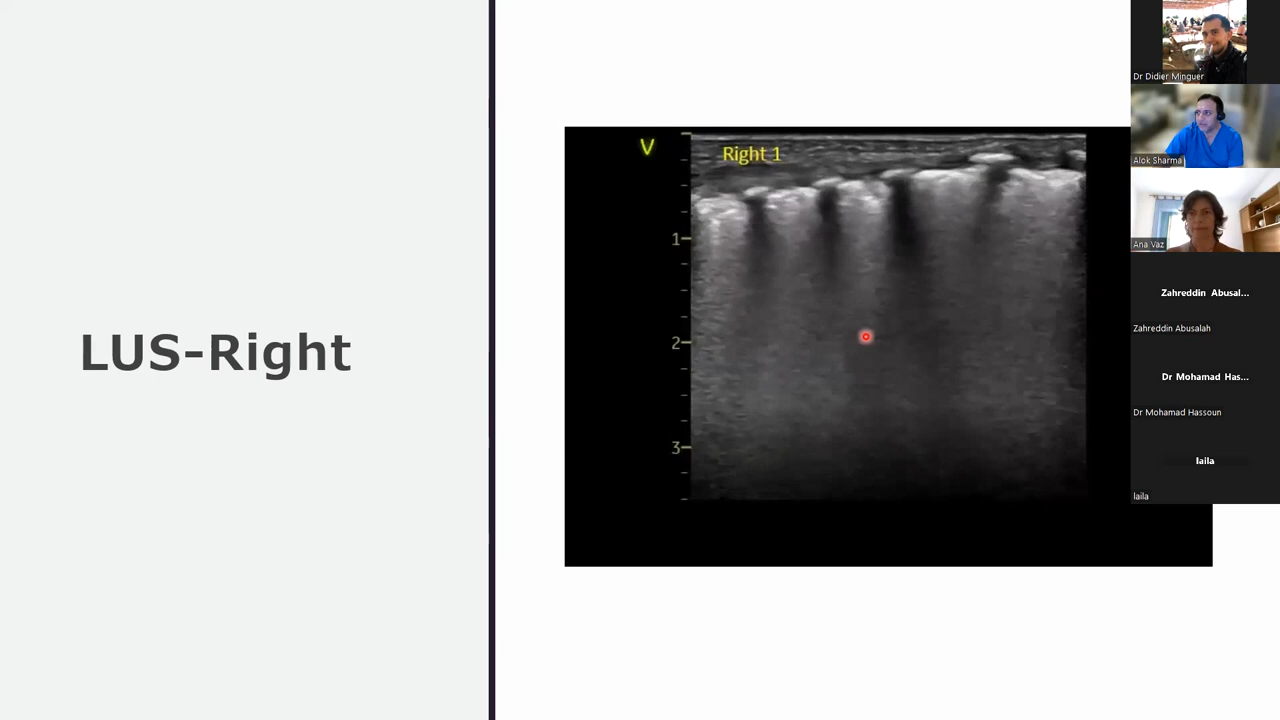 LUS-Right
V
Right 1
1
2
3
Dr Didier Minguer
Alok Sharma
Ana Vaz
Zahreddin Abusal...
Zahreddin Abusalah
Dr Mohamad Has...
Dr Mohamad Hassoun
laila
laila